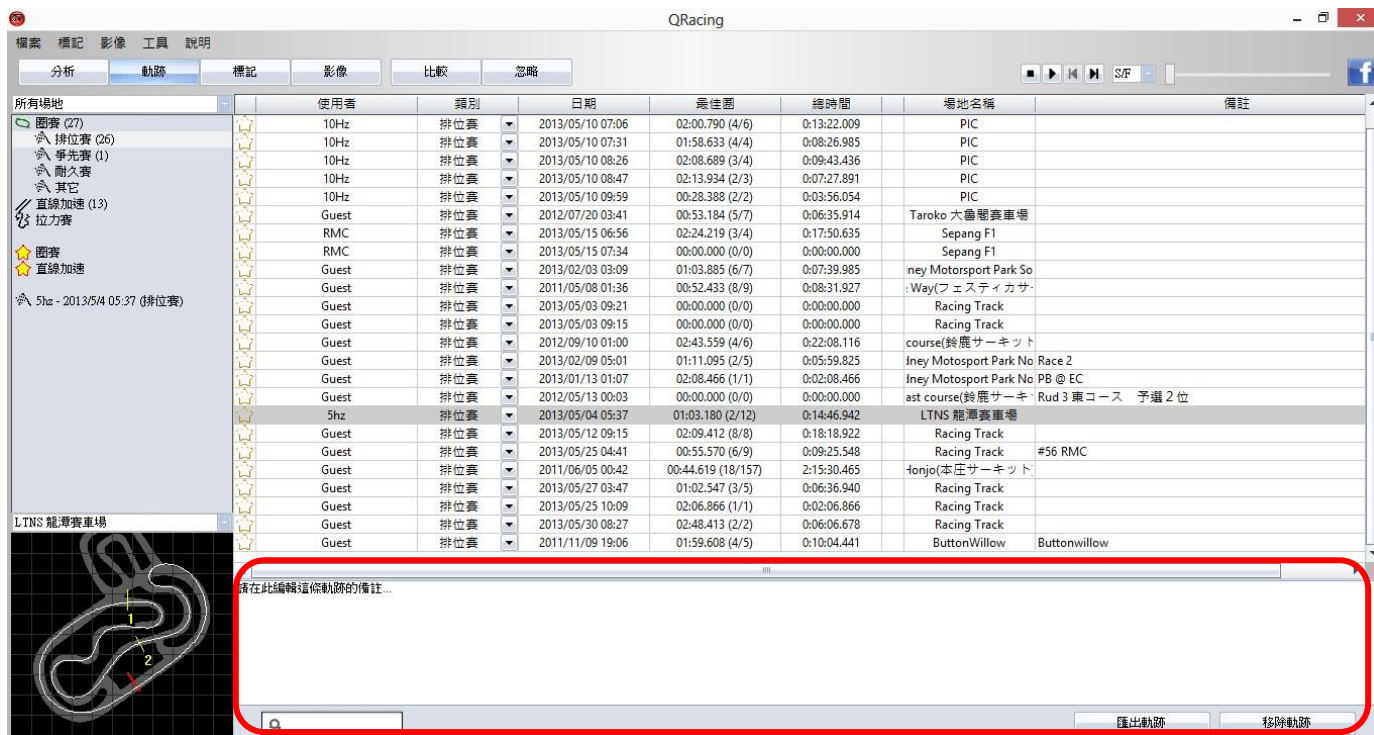 QRacing
檔案 標記 影像 工具 說明
分析 軌跡 標記 影像 比較 忽略 S/F
所有場地
圈賽 (27)
排位賽 (26)
爭先賽 (1)
耐久賽
其它
直線加速 (13)
拉力賽
圈賽
直線加速
5hz - 2013/5/4 05:37 (排位賽)
使用者 類別 日期 最佳圈 總時間 場地名稱 備註
10Hz 排位賽 2013/05/10 07:06 02:00.790 (4/6) 0:13:22.009 PIC
10Hz 排位賽 2013/05/10 07:31 01:58.633 (4/4) 0:08:26.985 PIC
10Hz 排位賽 2013/05/10 08:26 02:08.689 (3/4) 0:09:43.436 PIC
10Hz 排位賽 2013/05/10 08:47 02:13.934 (2/3) 0:07:27.891 PIC
10Hz 排位賽 2013/05/10 09:59 00:28.388 (2/2) 0:03:56.054 PIC
Guest 排位賽 2012/07/20 03:41 00:53.184 (5/7) 0:06:35.914 Taroko 大魯閣賽車場
RMC 排位賽 2013/05/15 06:56 02:24.219 (3/4) 0:17:50.635 Sepang F1
RMC 排位賽 2013/05/15 07:34 00:00.000 (0/0) 0:00:00.000 Sepang F1
Guest 排位賽 2013/02/03 03:09 01:03.885 (6/7) 0:07:39.985 ney Motorsport Park So
Guest 排位賽 2011/05/08 01:36 00:52.433 (8/9) 0:08:31.927 Way(フェスティカサ
Guest 排位賽 2013/05/03 09:21 00:00.000 (0/0) 0:00:00.000 Racing Track
Guest 排位賽 2013/05/03 09:15 00:00.000 (0/0) 0:00:00.000 Racing Track
Guest 排位賽 2012/09/10 01:00 02:43.559 (4/6) 0:22:08.116 course(鈴鹿サーキット
Guest 排位賽 2013/02/09 05:01 01:11.095 (2/5) 0:05:59.825 ney Motosport Park No Race 2
Guest 排位賽 2013/01/13 01:07 02:08.466 (1/1) 0:02:08.466 ney Motosport Park No PB @ EC
Guest 排位賽 2012/05/13 00:03 00:00.000 (0/0) 0:00:00.000 ast course(鈴鹿サーキ Rud 3 東コース 予選2位
5hz 排位賽 2013/05/04 05:37 01:03.180 (2/12) 0:14:46.942 LTNS 龍潭賽車場
Guest 排位賽 2013/05/12 09:15 02:09.412 (8/8) 0:18:18.922 Racing Track
Guest 排位賽 2013/05/25 04:41 00:55.570 (6/9) 0:09:25.548 Racing Track #56 RMC
Guest 排位賽 2011/06/05 00:42 00:44.619 (18/157) 2:15:30.465 Honjo(本庄サーキット)
Guest 排位賽 2013/05/27 03:47 01:02.547 (3/5) 0:06:36.940 Racing Track
Guest 排位賽 2013/05/25 10:09 02:06.866 (1/1) 0:02:06.866 Racing Track
Guest 排位賽 2013/05/30 08:27 02:48.413 (2/2) 0:06:06.678 Racing Track
Guest 排位賽 2011/11/09 19:06 01:59.608 (4/5) 0:10:04.441 ButtonWillow Buttonwillow
LTNS 龍潭賽車場
1
2
請在此編輯這條軌跡的備註...
匯出軌跡 移除軌跡